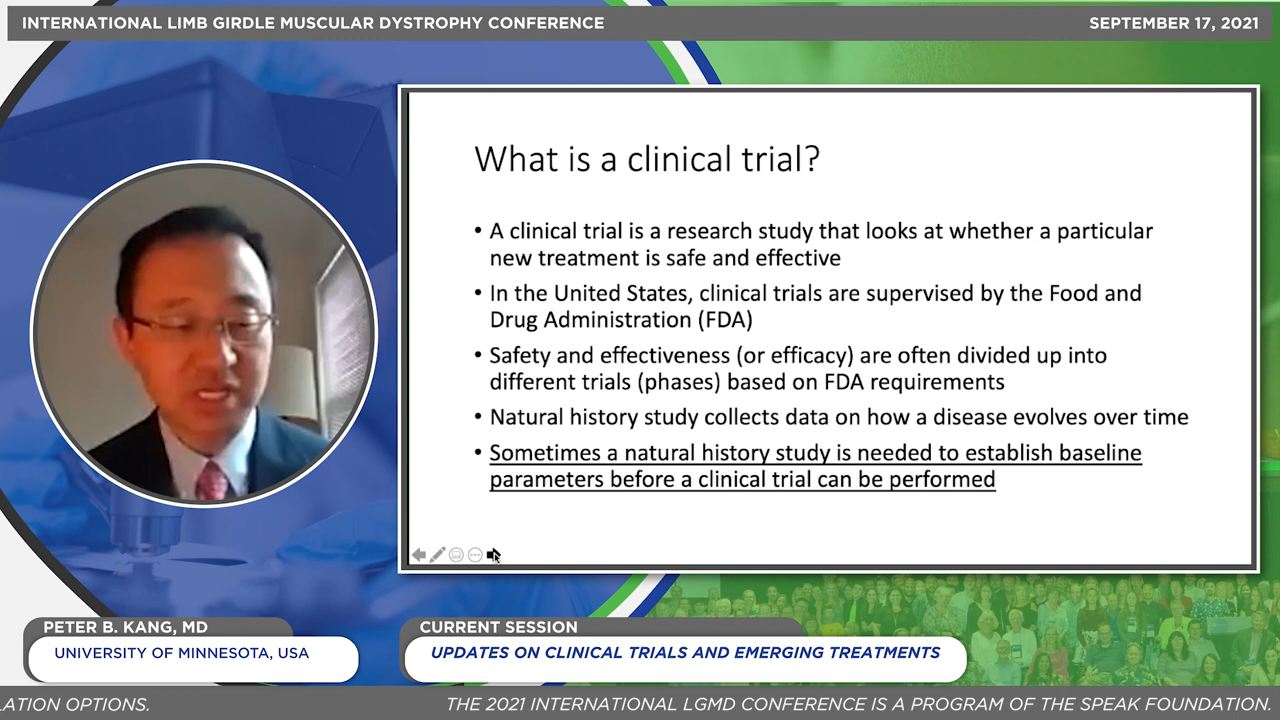 INTERNATIONAL LIMB GIRDLE MUSCULAR DYSTROPHY CONFERENCE
SEPTEMBER 17, 2021
What is a clinical trial?
• A clinical trial is a research study that looks at whether a particular
new treatment is safe and effective
• In the United States, clinical trials are supervised by the Food and
Drug Administration (FDA)
• Safety and effectiveness (or efficacy) are often divided up into
different trials (phases) based on FDA requirements
• Natural history study collects data on how a disease evolves over time
• Sometimes a natural history study is needed to establish baseline
parameters before a clinical trial can be performed
PETER B. KANG, MD
UNIVERSITY OF MINNESOTA, USA
CURRENT SESSION
UPDATES ON CLINICAL TRIALS AND EMERGING TREATMENTS
LATION OPTIONS.
THE 2021 INTERNATIONAL LGMD CONFERENCE IS A PROGRAM OF THE SPEAK FOUNDATION.